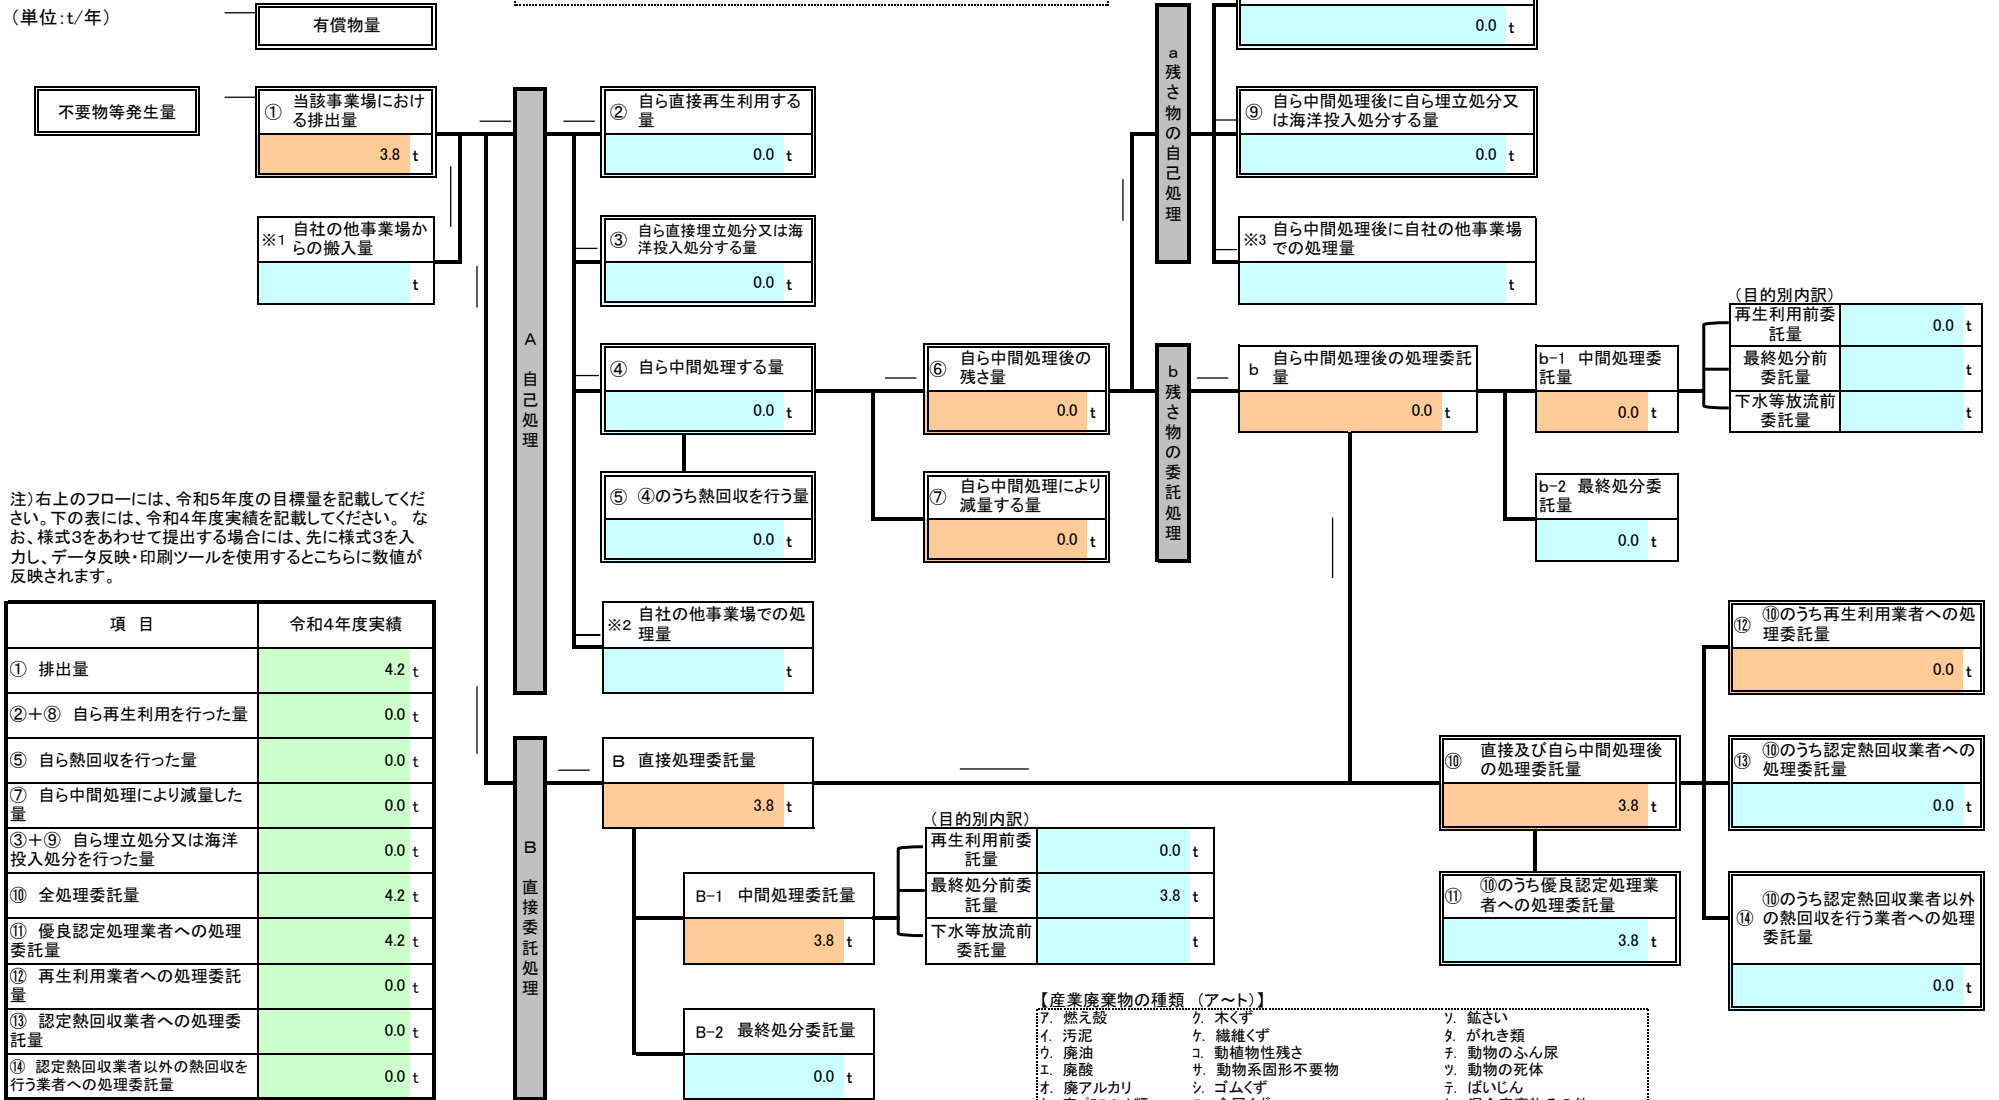 （単位：t/年）
有償物量
0.0 t
不要物等発生量
① 当該事業場におけ
る排出量
3.8 t
※1 自社の他事業場か
らの搬入量
t
A 自己処理
② 自ら直接再生利用する
量
0.0 t
③ 自ら直接埋立処分又は海
洋投入処分する量
0.0 t
④ 自ら中間処理する量
0.0 t
⑤ ④のうち熱回収を行う量
0.0 t
※2 自社の他事業場での処
理量
t
⑥ 自ら中間処理後の
残さ量
0.0 t
⑦ 自ら中間処理により
減量する量
0.0 t
a 残さ物の自己処理
⑨ 自ら中間処理後に自ら埋立処分又
は海洋投入処分する量
0.0 t
※3 自ら中間処理後に自社の他事業場
での処理量
t
b 残さ物の委託処理
b 自ら中間処理後の処理委託
量
0.0 t
b-1 中間処理委
託量
0.0 t
（目的別内訳）
再生利用前委
託量
0.0 t
最終処分前
委託量
t
下水等放流前
委託量
t
b-2 最終処分委
託量
0.0 t
注）右上のフローには、令和5年度の目標量を記載してくだ
さい。下の表には、令和4年度実績を記載してください。 な
お、様式3をあわせて提出する場合には、先に様式3を入
力し、データ反映・印刷ツールを使用するとこちらに数値が
反映されます。
項 目 令和4年度実績
① 排出量 4.2 t
②＋⑧ 自ら再生利用を行った量 0.0 t
⑤ 自ら熱回収を行った量 0.0 t
⑦ 自ら中間処理により減量した
量 0.0 t
③＋⑨ 自ら埋立処分又は海洋
投入処分を行った量 0.0 t
⑩ 全処理委託量 4.2 t
⑪ 優良認定処理業者への処理
委託量 4.2 t
⑫ 再生利用業者への処理委託
量 0.0 t
⑬ 認定熱回収業者への処理委
託量 0.0 t
⑭ 認定熱回収業者以外の熱回収を
行う業者への処理委託量 0.0 t
B 直接委託処理
B 直接処理委託量
3.8 t
B-1 中間処理委託量
3.8 t
（目的別内訳）
再生利用前委
託量
0.0 t
最終処分前委
託量
3.8 t
下水等放流前
委託量
t
B-2 最終処分委託量
0.0 t
⑩ 直接及び自ら中間処理後
の処理委託量
3.8 t
⑪ ⑩のうち優良認定処理業
者への処理委託量
3.8 t
⑫ ⑩のうち再生利用業者への処
理委託量
0.0 t
⑬ ⑩のうち認定熱回収業者への
処理委託量
0.0 t
⑭ ⑩のうち認定熱回収業者以外
の熱回収を行う業者への処理
委託量
0.0 t
【産業廃棄物の種類 （ア～ト）】
ア. 燃え殻 ク. 木くず ソ. 鉱さい
イ. 汚泥 ケ. 繊維くず タ. がれき類
ウ. 廃油 コ. 動植物性残さ チ. 動物のふん尿
エ. 廃酸 サ. 動物系固形不要物 ツ. 動物の死体
オ. 廃アルカリ シ. ゴムくず テ. ばいじん